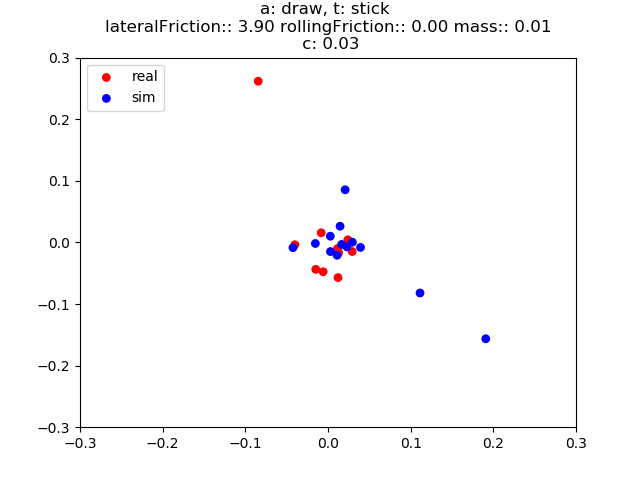 a: draw, t: stick
lateralFriction:: 3.90 rollingFriction:: 0.00 mass:: 0.01
c: 0.03
real
sim
0.3
0.2
0.1
0.0
−0.1
−0.2
−0.3
−0.3 −0.2 −0.1 0.0 0.1 0.2 0.3